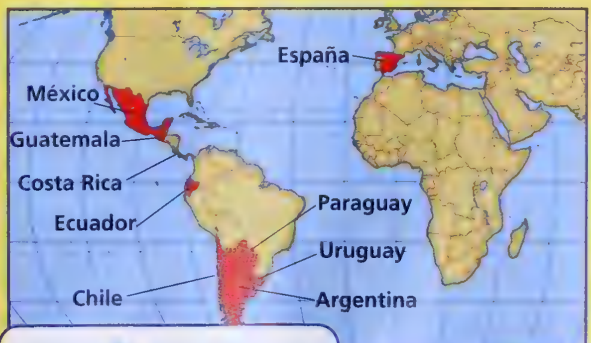 España
México
Guatemala
Costa Rica
Ecuador
Paraguay
Uruguay
Chile
Argentina